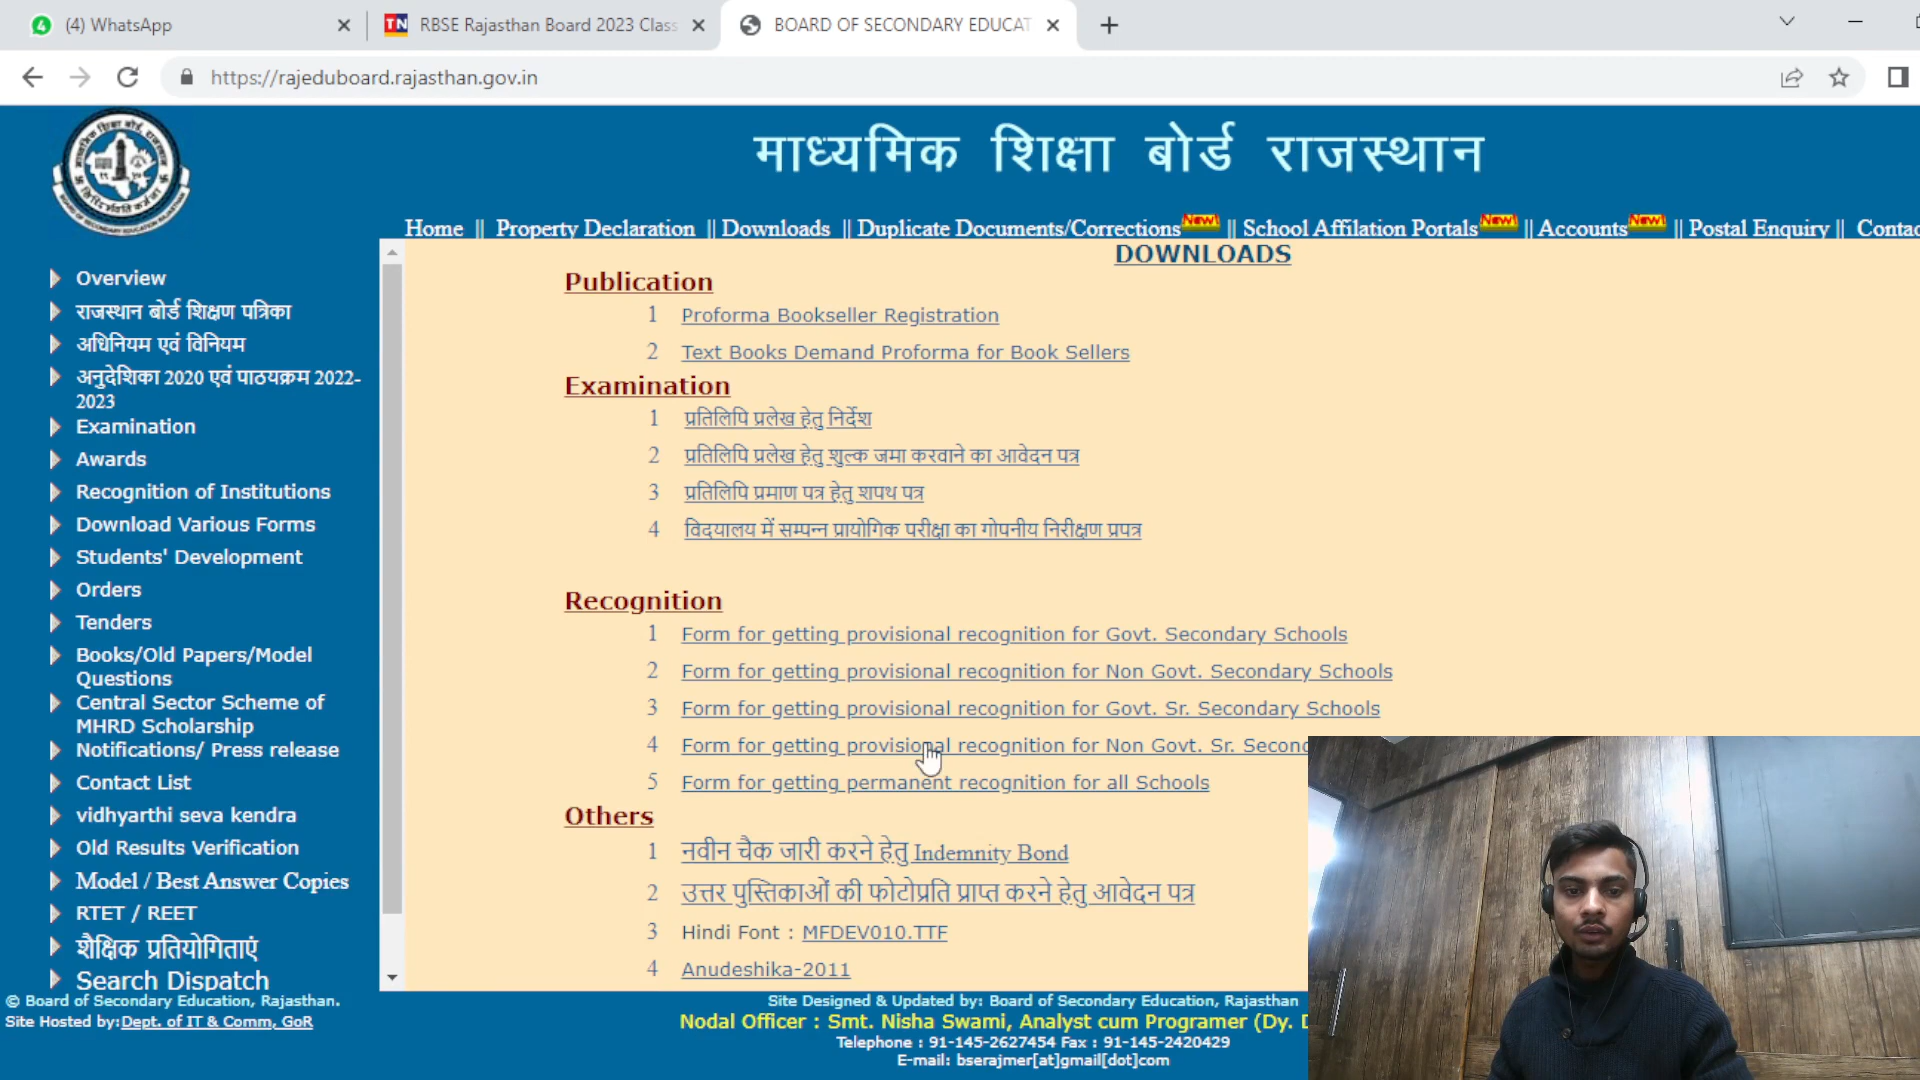 (4) WhatsApp
RBSE Rajasthan Board 2023 Class
BOARD OF SECONDARY EDUCAT
https://rajeduboard.rajasthan.gov.in
माध्यमिक शिक्षा बोर्ड राजस्थान
Home || Property Declaration || Downloads || Duplicate Documents/Corrections New! || School Affilation Portals New! || Accounts New! || Postal Enquiry || Contac
Overview
राजस्थान बोर्ड शिक्षण पत्रिका
अधिनियम एवं विनियम
अनुदेशिका 2020 एवं पाठयक्रम 2022-
2023
Examination
Awards
Recognition of Institutions
Download Various Forms
Students' Development
Orders
Tenders
Books/Old Papers/Model
Questions
Central Sector Scheme of
MHRD Scholarship
Notifications/ Press release
Contact List
vidhyarthi seva kendra
Old Results Verification
Model / Best Answer Copies
RTET / REET
शैक्षिक प्रतियोगिताएं
Search Dispatch
DOWNLOADS
Publication
1 Proforma Bookseller Registration
2 Text Books Demand Proforma for Book Sellers
Examination
1 प्रतिलिपि प्रलेख हेतु निर्देश
2 प्रतिलिपि प्रलेख हेतु शुल्क जमा करवाने का आवेदन पत्र
3 प्रतिलिपि प्रमाण पत्र हेतु शपथ पत्र
4 विदयालय में सम्पन्न प्रायोगिक परीक्षा का गोपनीय निरीक्षण प्रपत्र
Recognition
1 Form for getting provisional recognition for Govt. Secondary Schools
2 Form for getting provisional recognition for Non Govt. Secondary Schools
3 Form for getting provisional recognition for Govt. Sr. Secondary Schools
4 Form for getting provisional recognition for Non Govt. Sr. Second
5 Form for getting permanent recognition for all Schools
Others
1 नवीन चैक जारी करने हेतु Indemnity Bond
2 उत्तर पुस्तिकाओं की फोटोप्रति प्राप्त करने हेतु आवेदन पत्र
3 Hindi Font : MFDEV010.TTF
4 Anudeshika-2011
© Board of Secondary Education, Rajasthan.
Site Hosted by:Dept. of IT & Comm, GoR
Site Designed & Updated by: Board of Secondary Education, Rajasthan
Nodal Officer : Smt. Nisha Swami, Analyst cum Programer (Dy. D
Telephone : 91-145-2627454 Fax : 91-145-2420429
E-mail: bserajmer[at]gmail[dot]com